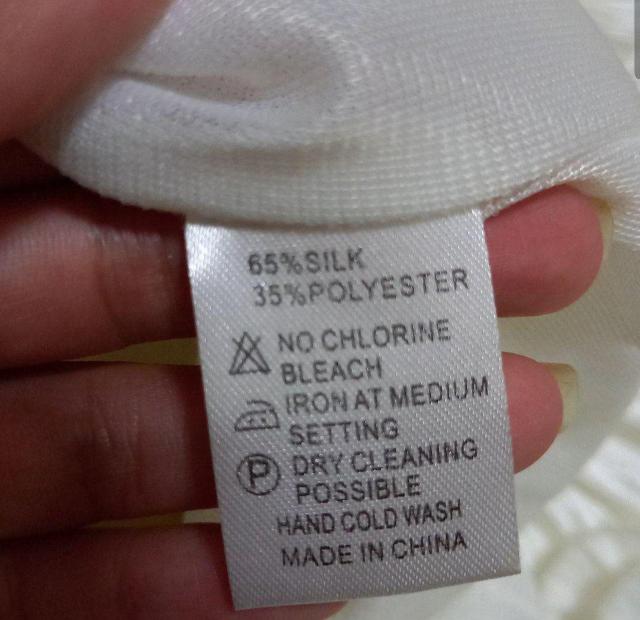 65%SILK
35%POLYESTER
NO CHLORINE
BLEACH
IRON AT MEDIUM
SETTING
P DRY CLEANING
POSSIBLE
HAND COLD WASH
MADE IN CHINA